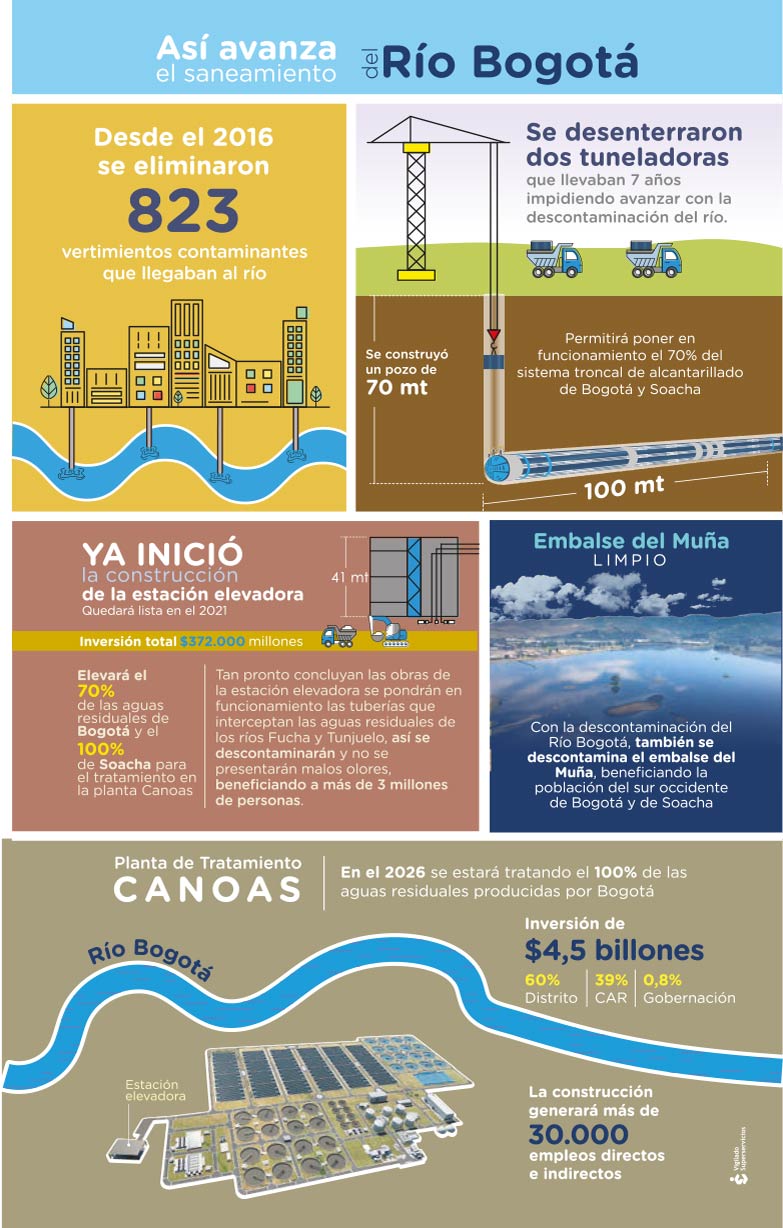 Así avanza
el saneamiento
del
Río Bogotá
Desde el 2016
se eliminaron
823
vertimientos contaminantes
que llegaban al río
Se desenterraron
dos tuneladoras
que llevaban 7 años
impidiendo avanzar con la
descontaminación del río.
Se construyó
un pozo de
70 mt
Permitirá poner en
funcionamiento el 70% del
sistema troncal de alcantarillado
de Bogotá y Soacha
100 mt
YA INICIÓ
la construcción
de la estación elevadora
Quedará lista en el 2021
41 mt
Inversión total $372.000 millones
Elevará el
70%
de las aguas
residuales de
Bogotá y el
100%
de Soacha para
el tratamiento en
la planta Canoas
Tan pronto concluyan las obras de
la estación elevadora se pondrán en
funcionamiento las tuberías que
interceptan las aguas residuales de
los ríos Fucha y Tunjuelo, así se
descontaminarán y no se
presentarán malos olores,
beneficiando a más de 3 millones
de personas.
Embalse del Muña
LIMPIO
Con la descontaminación del
Río Bogotá, también se
descontamina el embalse del
Muña, beneficiando la
población del sur occidente
de Bogotá y de Soacha
Planta de Tratamiento
CANOAS
En el 2026 se estará tratando el 100% de las
aguas residuales producidas por Bogotá
Río Bogotá
Inversión de
$4,5 billones
60% 39% 0,8%
Distrito CAR Gobernación
Estación
elevadora
La construcción
generará más de
30.000
empleos directos
e indirectos
Vigilado
Superservicios